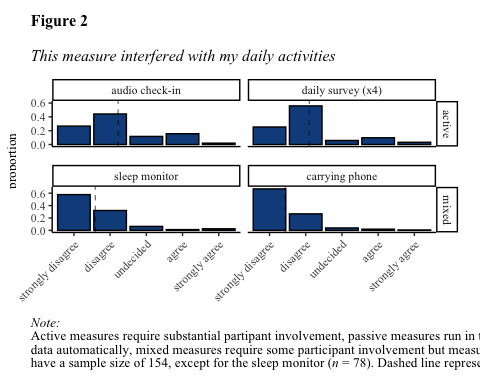 Figure 2
This measure interfered with my daily activities
audio check-in
daily survey (x4)
0.6
0.4
0.2
0.0
active
proportion
sleep monitor
carrying phone
0.6
0.4
0.2
0.0
mixed
strongly disagree
disagree
undecided
agree
strongly agree
strongly disagree
disagree
undecided
agree
strongly agree
Note:
Active measures require substantial partipant involvement, passive measures run in
data automatically, mixed measures require some participant involvement but
have a sample size of 154, except for the sleep monitor (n = 78). Dashed line